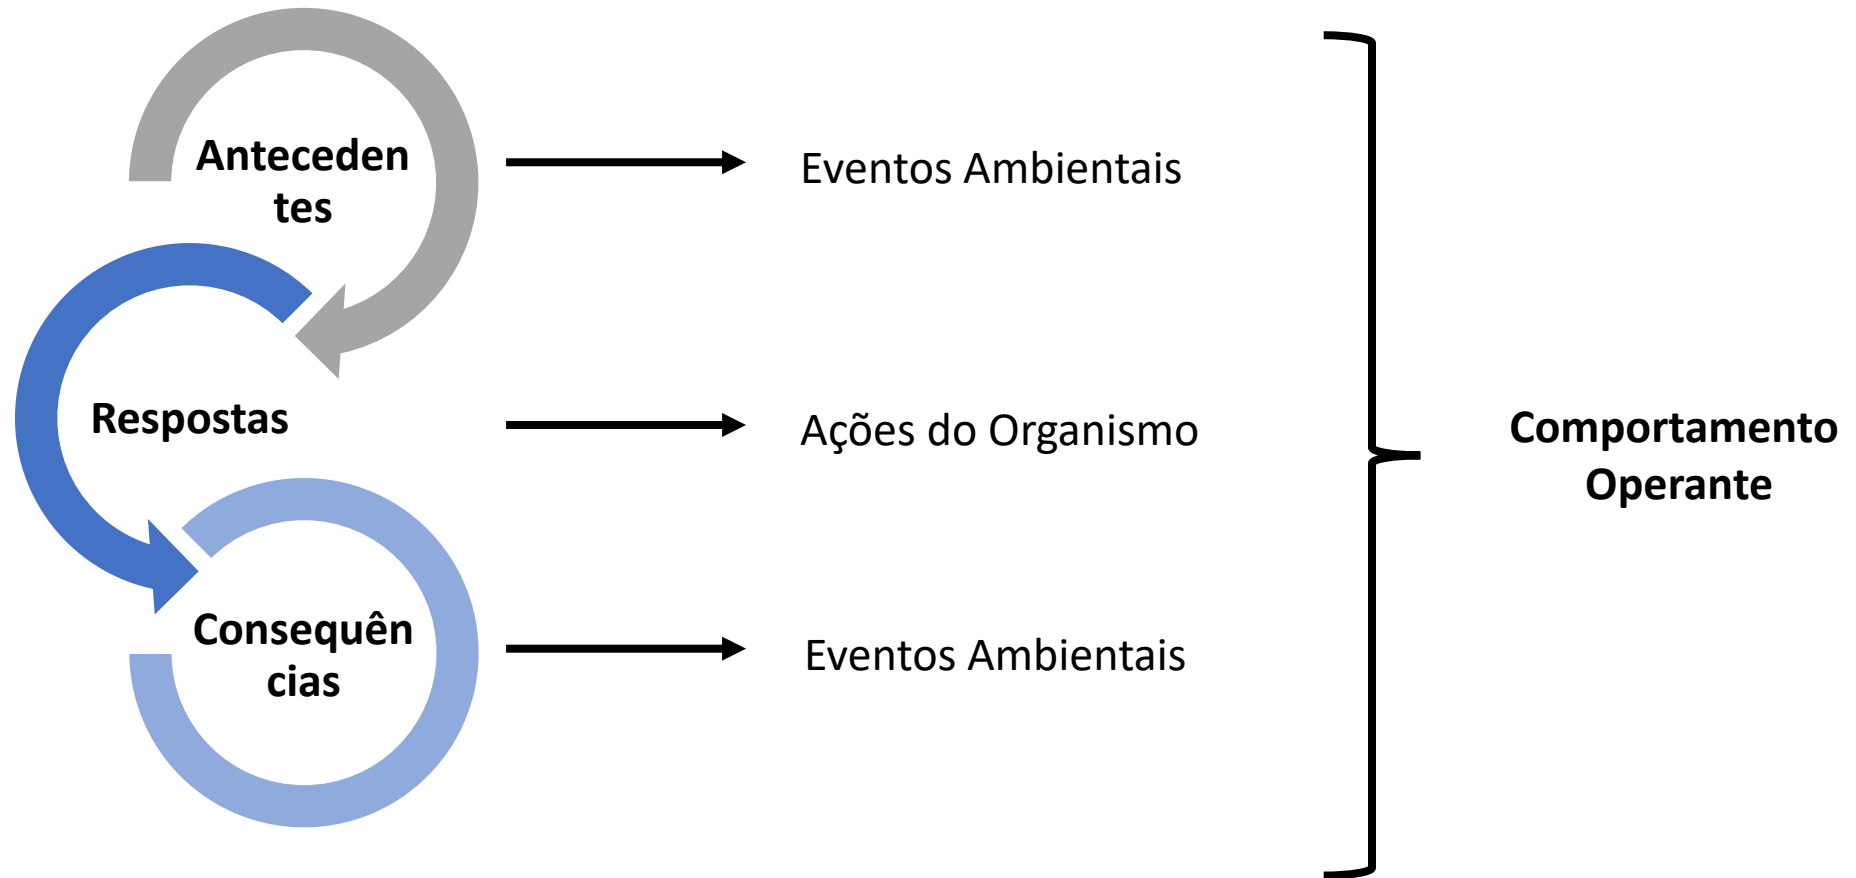 Anteceden
tes
Eventos Ambientais
Respostas
Ações do Organismo
Consequên
cias
Eventos Ambientais
Comportamento
Operante